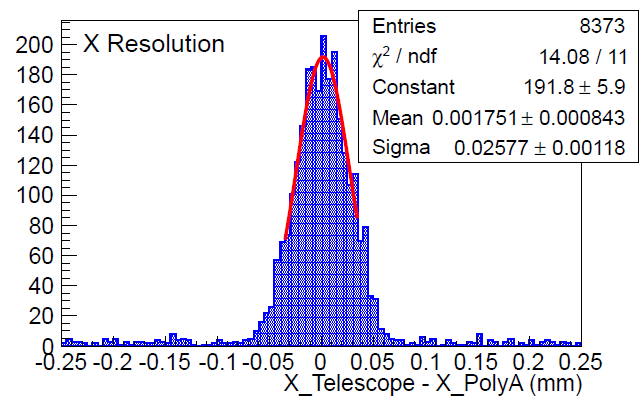 X Resolution
Entries 8373
χ² / ndf 14.08 / 11
Constant 191.8 ± 5.9
Mean 0.001751 ± 0.000843
Sigma 0.02577 ± 0.00118
200
180
160
140
120
100
80
60
40
20
0
-0.25 -0.2 -0.15 -0.1 -0.05 0 0.05 0.1 0.15 0.2 0.25
X_Telescope - X_PolyA (mm)